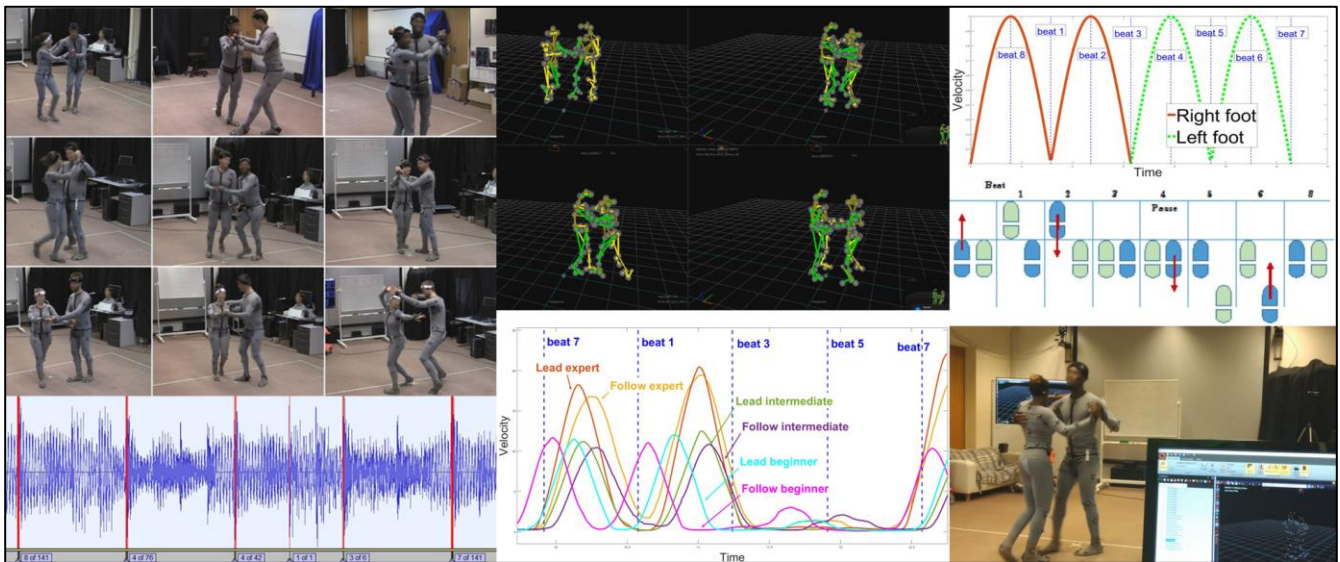 8 of 141
4 of 76
4 of 42
1 of 1
3 of 6
7 of 141
beat 7
beat 1
beat 3
beat 5
beat 7
Lead expert
Follow expert
Lead intermediate
Follow intermediate
Lead beginner
Follow beginner
Velocity
Time
beat 1
beat 3
beat 5
beat 7
beat 8
beat 2
beat 4
beat 6
Velocity
Right foot
Left foot
Time
Beat
1
2
3
4
5
6
8
Pause